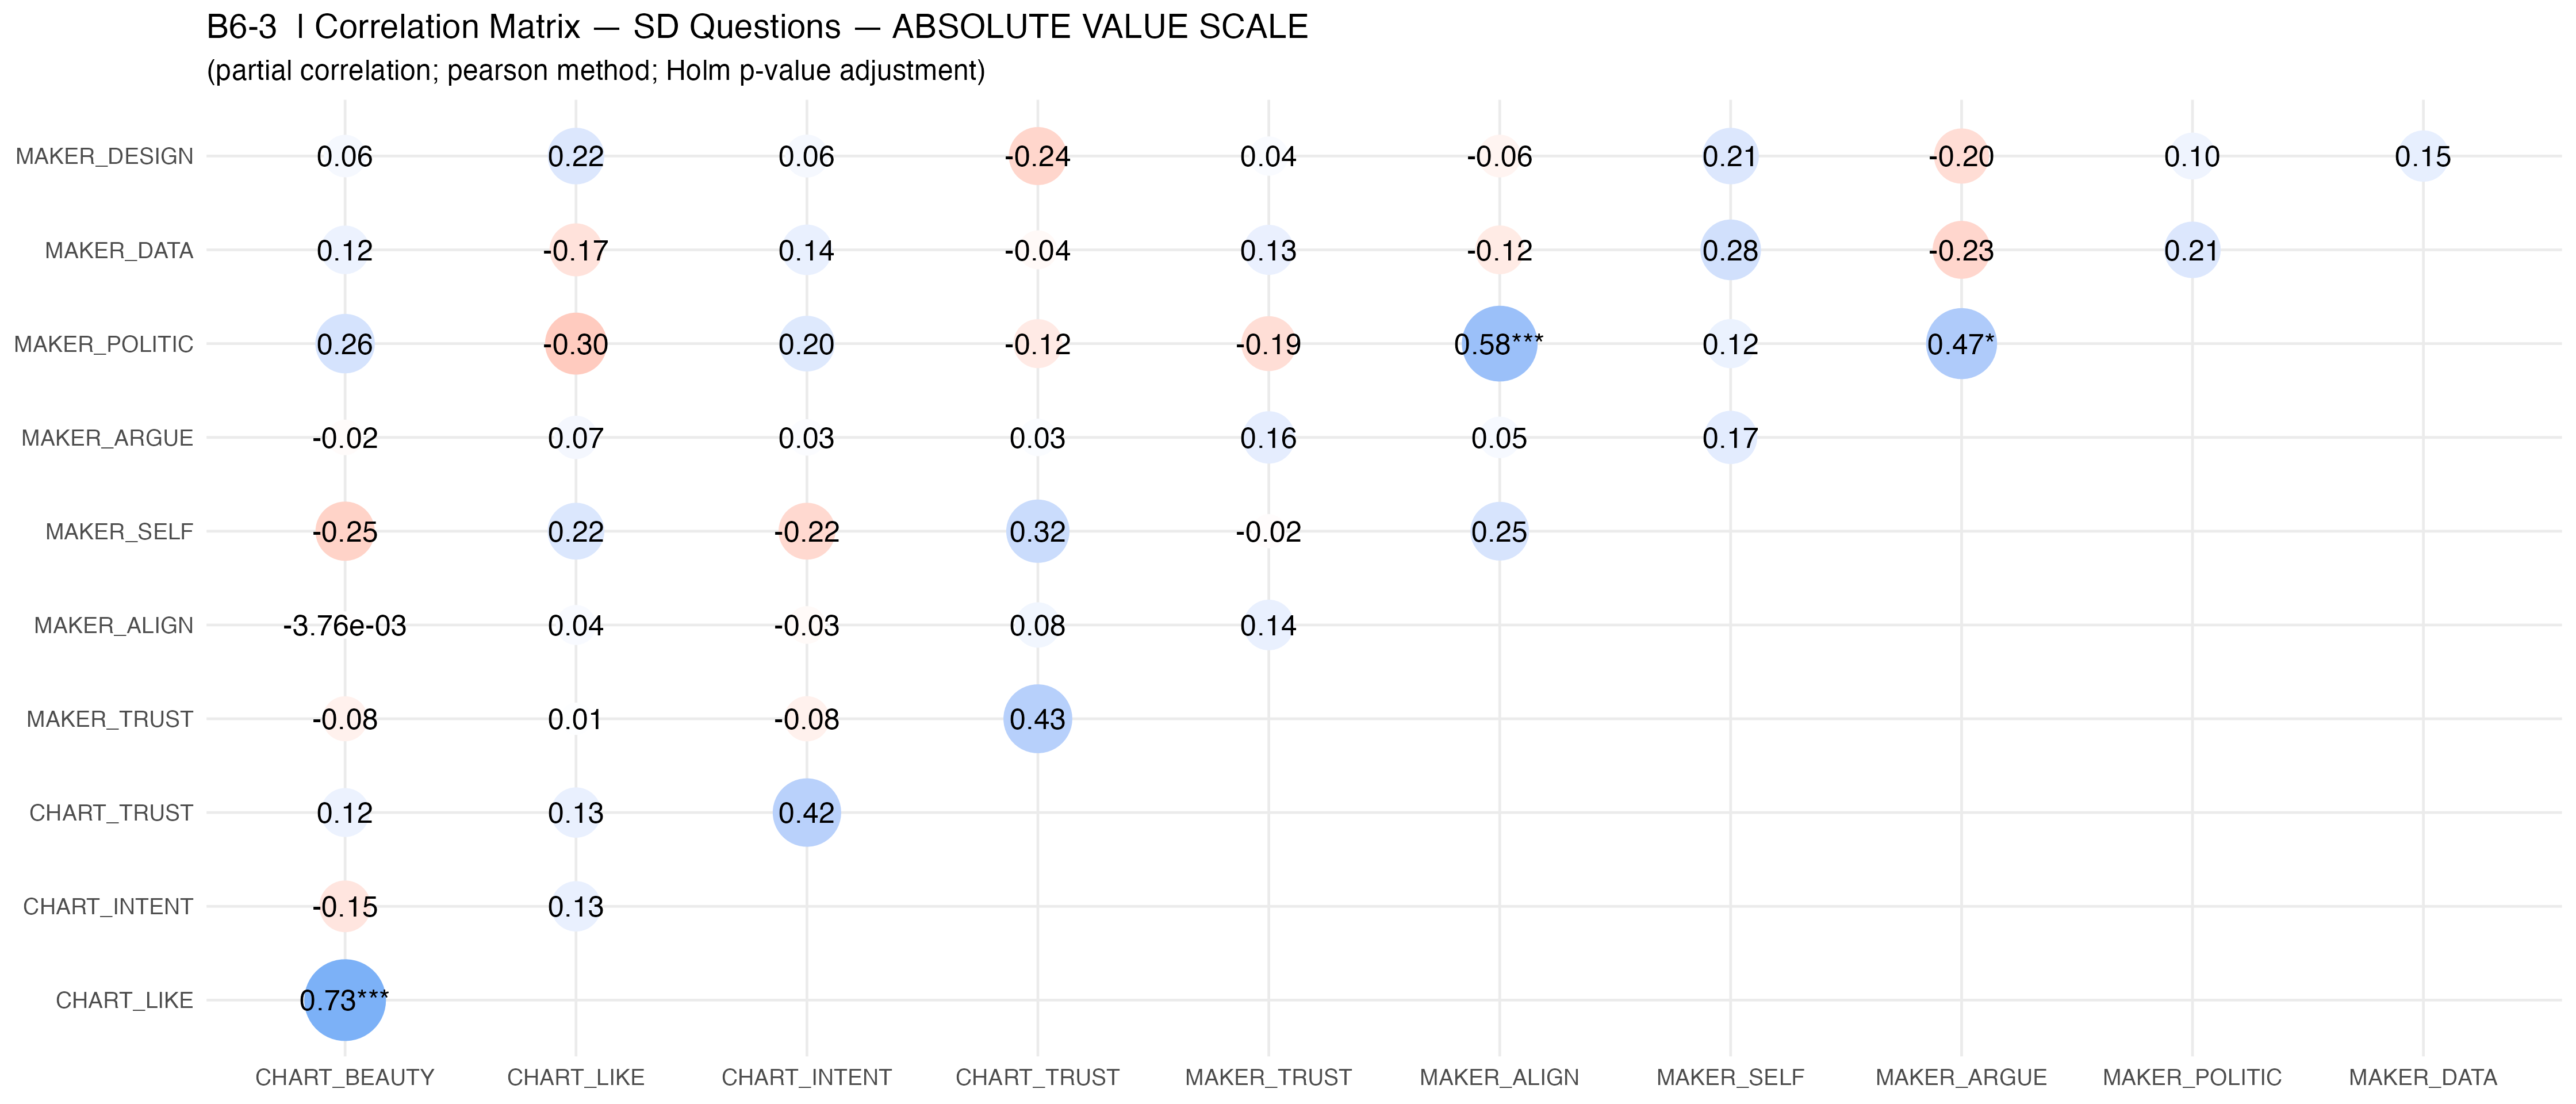 B6-3 | Correlation Matrix — SD Questions — ABSOLUTE VALUE SCALE
(partial correlation; pearson method; Holm p-value adjustment)
MAKER_DESIGN 0.06 0.22 0.06 -0.24 0.04 -0.06 0.21 -0.20 0.10 0.15
MAKER_DATA 0.12 -0.17 0.14 -0.04 0.13 -0.12 0.28 -0.23 0.21
MAKER_POLITIC 0.26 -0.30 0.20 -0.12 -0.19 0.58*** 0.12 0.47*
MAKER_ARGUE -0.02 0.07 0.03 0.03 0.16 0.05 0.17
MAKER_SELF -0.25 0.22 -0.22 0.32 -0.02 0.25
MAKER_ALIGN -3.76e-03 0.04 -0.03 0.08 0.14
MAKER_TRUST -0.08 0.01 -0.08 0.43
CHART_TRUST 0.12 0.13 0.42
CHART_INTENT -0.15 0.13
CHART_LIKE 0.73***
CHART_BEAUTY CHART_LIKE CHART_INTENT CHART_TRUST MAKER_TRUST MAKER_ALIGN MAKER_SELF MAKER_ARGUE MAKER_POLITIC MAKER_DATA